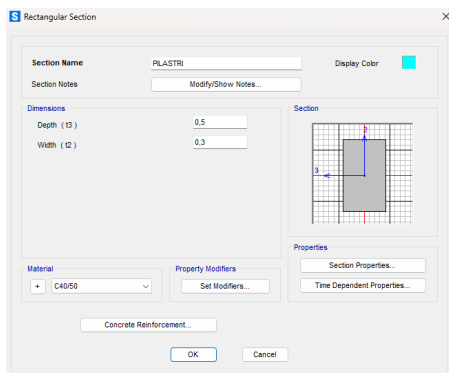 S Rectangular Section X
Section Name PILASTRI Display Color
Section Notes Modify/Show Notes...
Dimensions Section
Depth ( t3 ) 0,5
Width ( t2 ) 0,3
2
3
Properties
Section Properties...
Time Dependent Properties...
Material Property Modifiers
+ C40/50 Set Modifiers...
Concrete Reinforcement...
OK Cancel